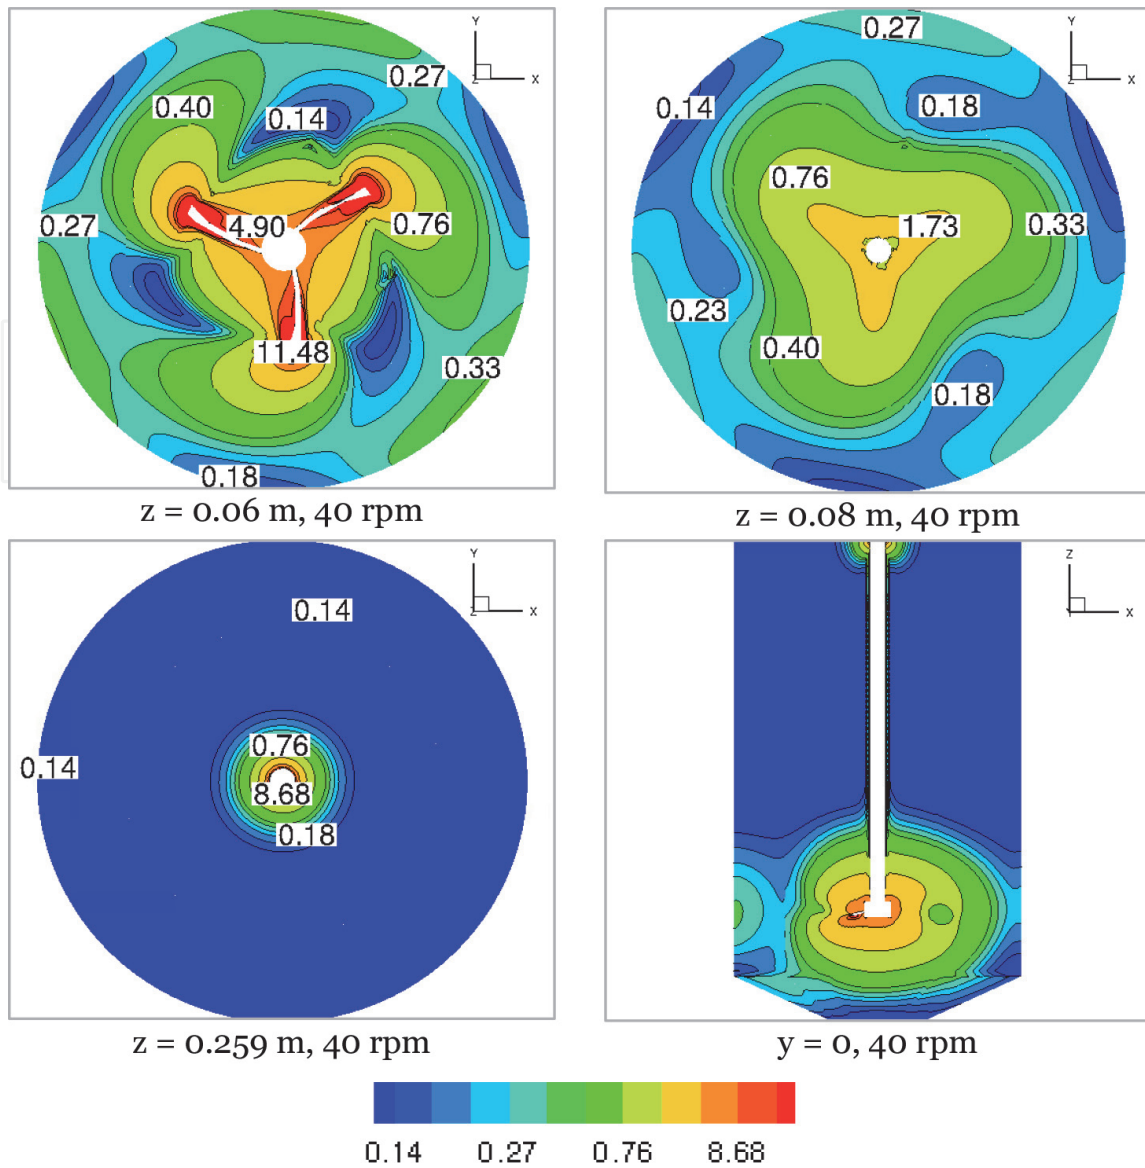 Y
Z
X
0.27
0.40
0.14
0.27
4.90
0.76
11.48
0.33
0.18
z = 0.06 m, 40 rpm
Y
Z
X
0.27
0.14
0.18
0.76
1.73
0.33
0.23
0.40
0.18
z = 0.08 m, 40 rpm
Y
Z
X
0.14
0.76
0.14
8.68
0.18
z = 0.259 m, 40 rpm
Z
Y
X
y = 0, 40 rpm
0.14 0.27 0.76 8.68